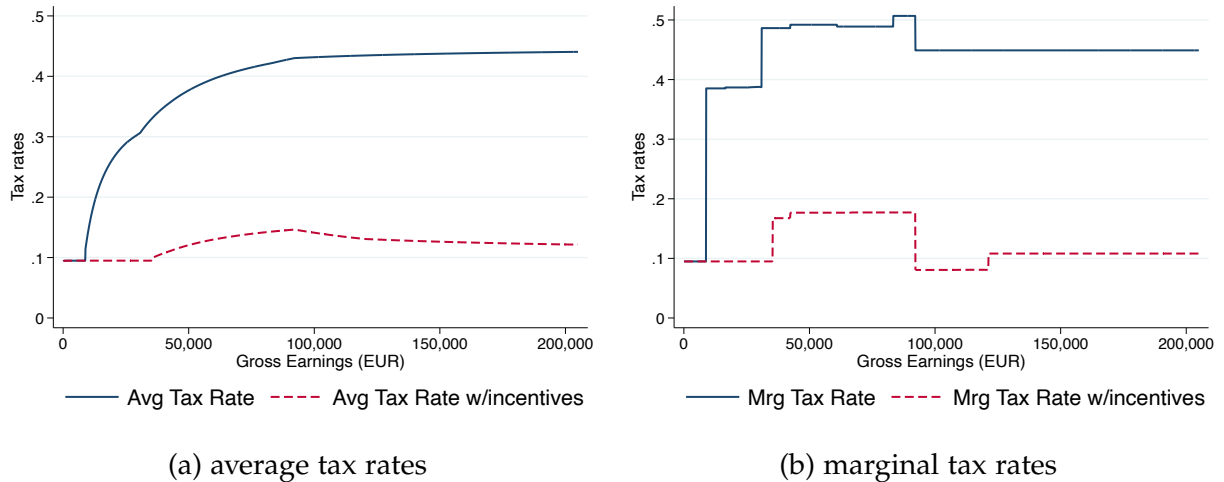 Tax rates
.5
.4
.3
.2
.1
0
0
50,000
100,000
150,000
200,000
Gross Earnings (EUR)
Avg Tax Rate
Avg Tax Rate w/incentives
(a) average tax rates
Tax rates
.5
.4
.3
.2
.1
0
0
50,000
100,000
150,000
200,000
Gross Earnings (EUR)
Mrg Tax Rate
Mrg Tax Rate w/incentives
(b) marginal tax rates